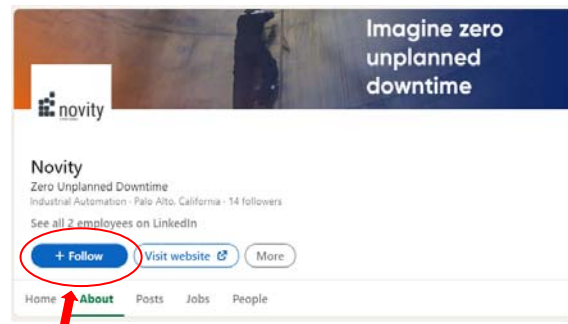 Imagine zero
unplanned
downtime
novity
Novity
Zero Unplanned Downtime
Industrial Automation · Palo Alto, California · 14 followers
See all 2 employees on LinkedIn
+ Follow Visit website More
Home About Posts Jobs People